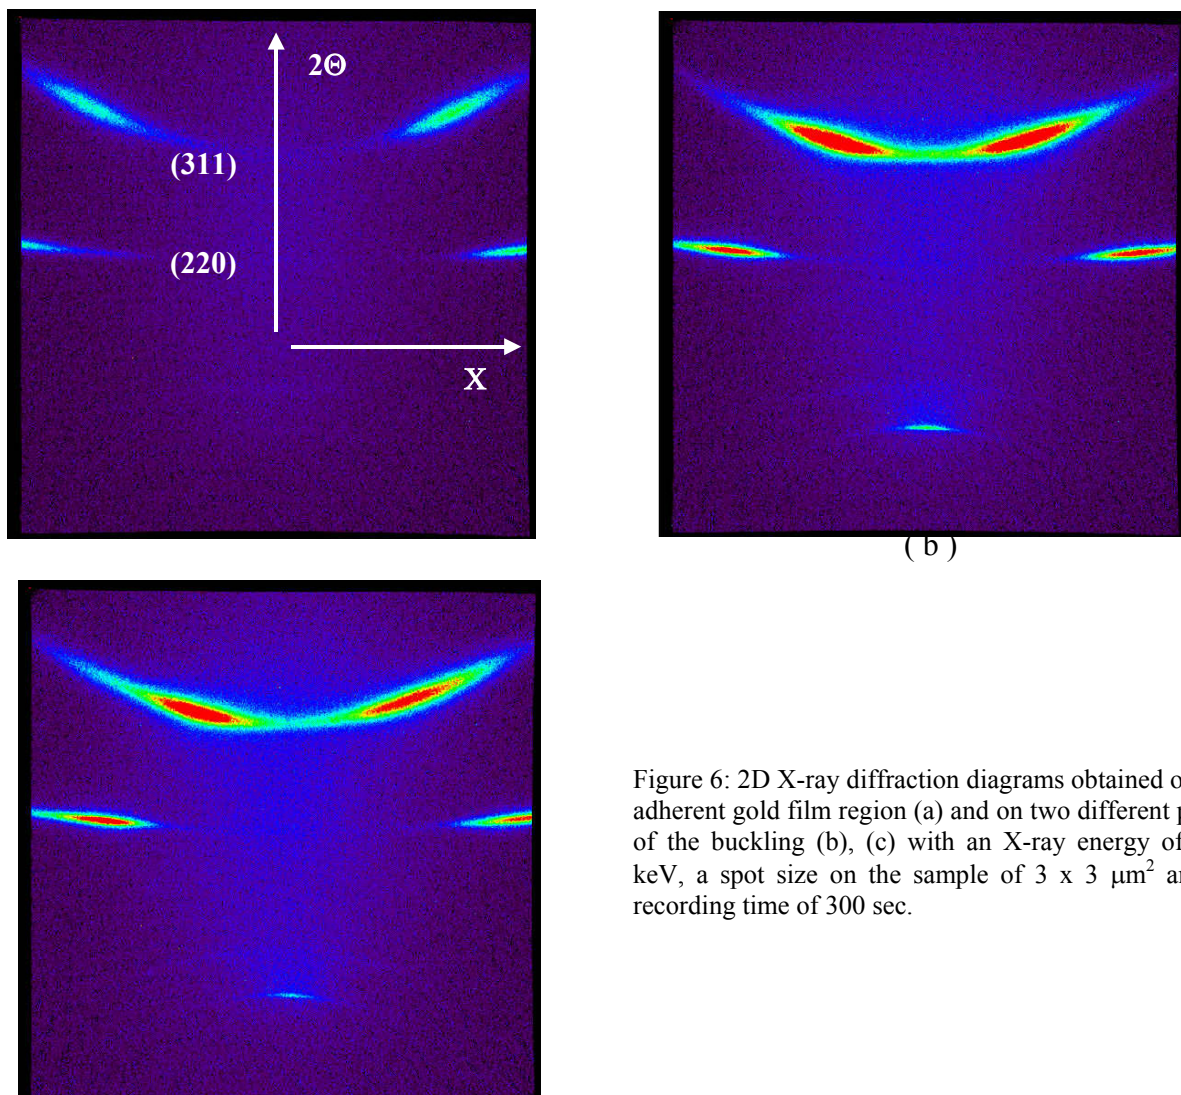 2Θ
(311)
(220)
X
( b )
Figure 6: 2D X-ray diffraction diagrams obtained o
adherent gold film region (a) and on two different p
of the buckling (b), (c) with an X-ray energy of
keV, a spot size on the sample of 3 x 3 μm² a
recording time of 300 sec.